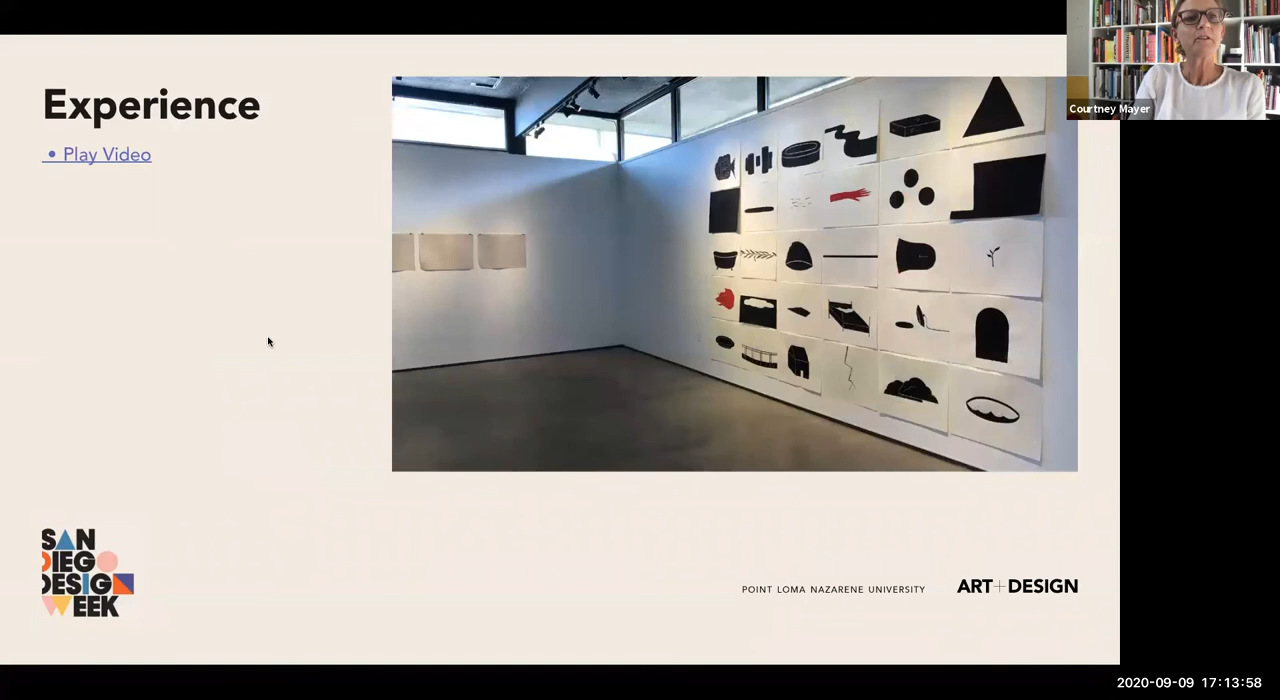 Experience
• Play Video
Courtney Mayer
SAN
DIEGO
DESIGN
WEEK
POINT LOMA NAZARENE UNIVERSITY
ART+DESIGN
2020-09-09 17:13:58